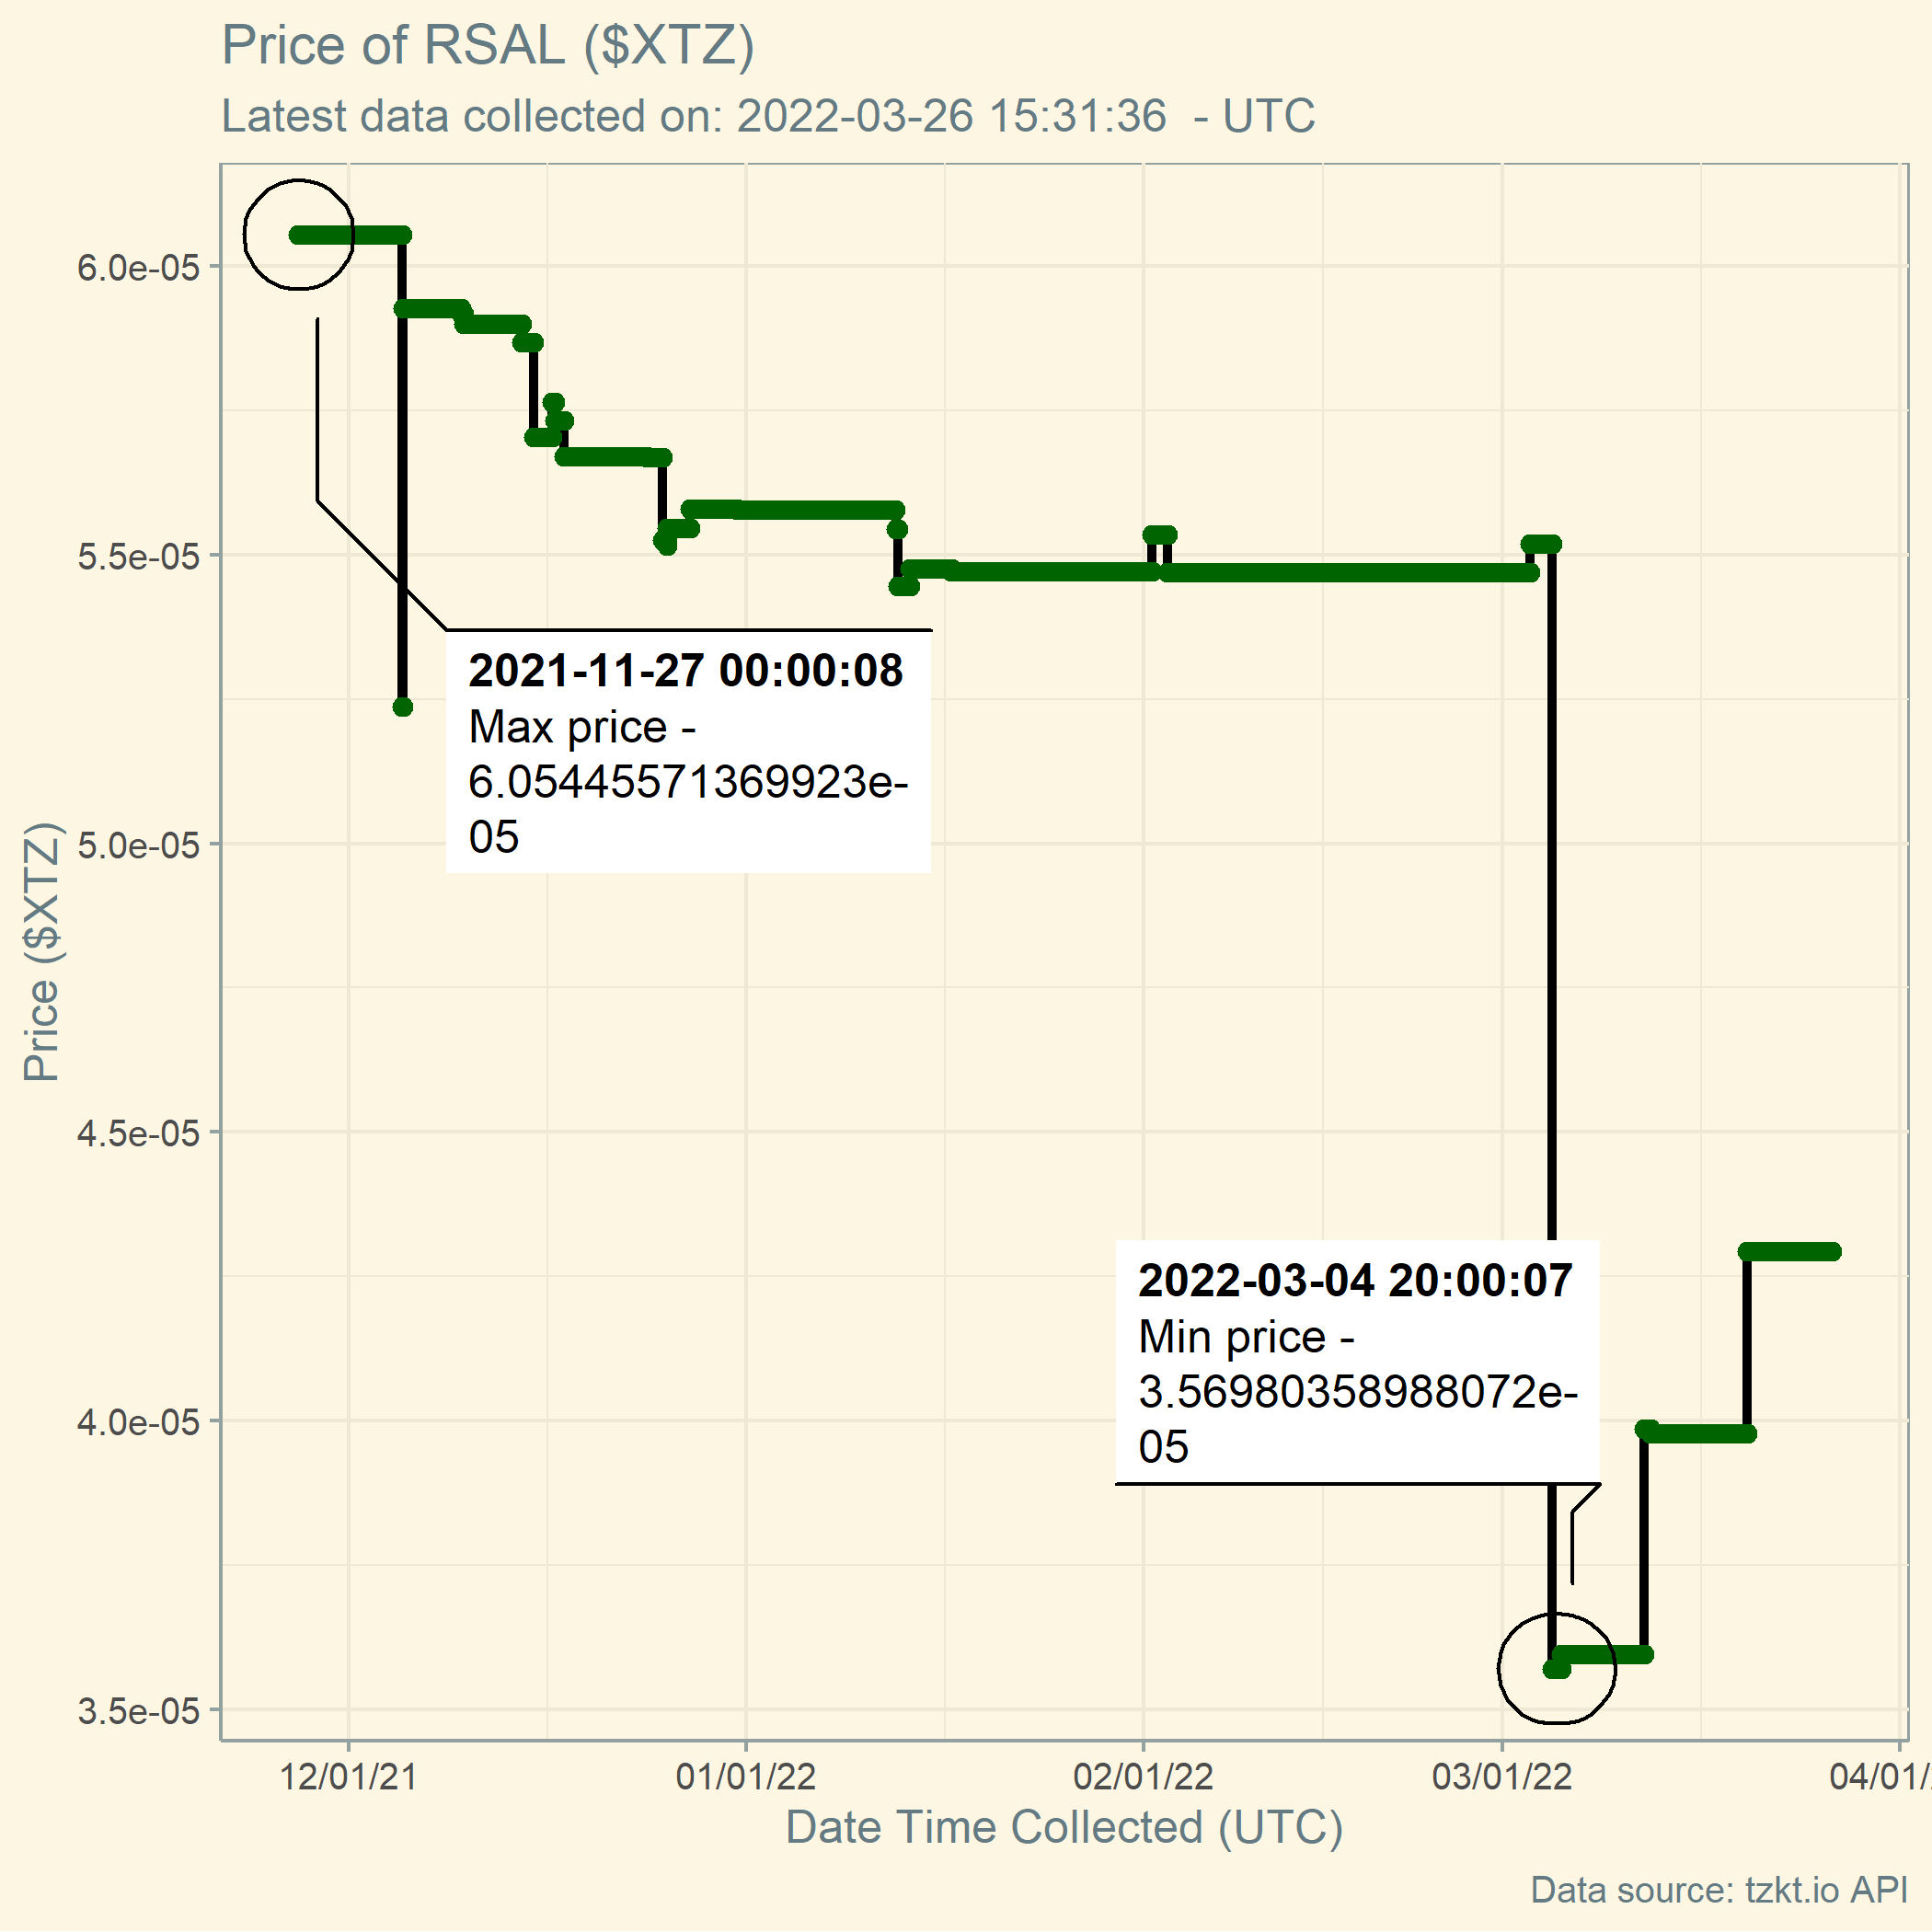 Price of RSAL ($XTZ)
Latest data collected on: 2022-03-26 15:31:36  - UTC
Price ($XTZ)
6.0e-05
5.5e-05
5.0e-05
4.5e-05
4.0e-05
3.5e-05
2021-11-27 00:00:08
Max price -
6.05445571369923e-
05
2022-03-04 20:00:07
Min price -
3.56980358988072e-
05
12/01/21
01/01/22
02/01/22
03/01/22
04/01/
Date Time Collected (UTC)
Data source: tzkt.io API